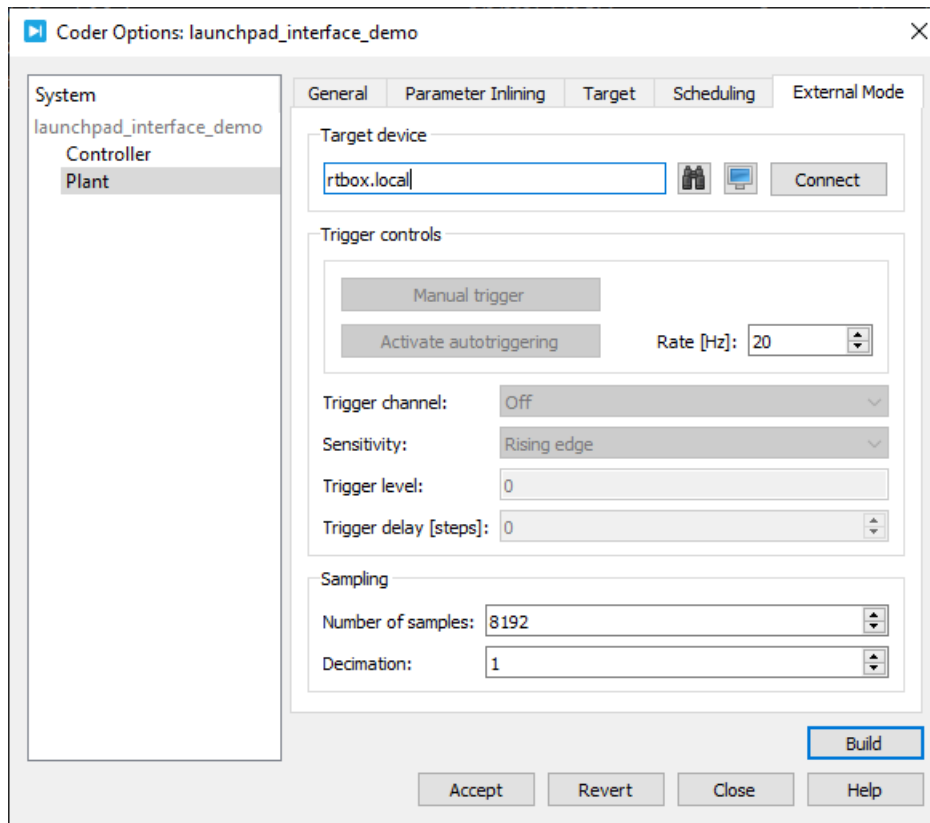 Coder Options: launchpad_interface_demo
System
launchpad_interface_demo
Controller
Plant
General
Parameter Inlining
Target
Scheduling
External Mode
Target device
rtbox.local
Connect
Trigger controls
Manual trigger
Activate autotriggering
Rate [Hz]: 20
Trigger channel: Off
Sensitivity: Rising edge
Trigger level: 0
Trigger delay [steps]: 0
Sampling
Number of samples: 8192
Decimation: 1
Build
Accept
Revert
Close
Help